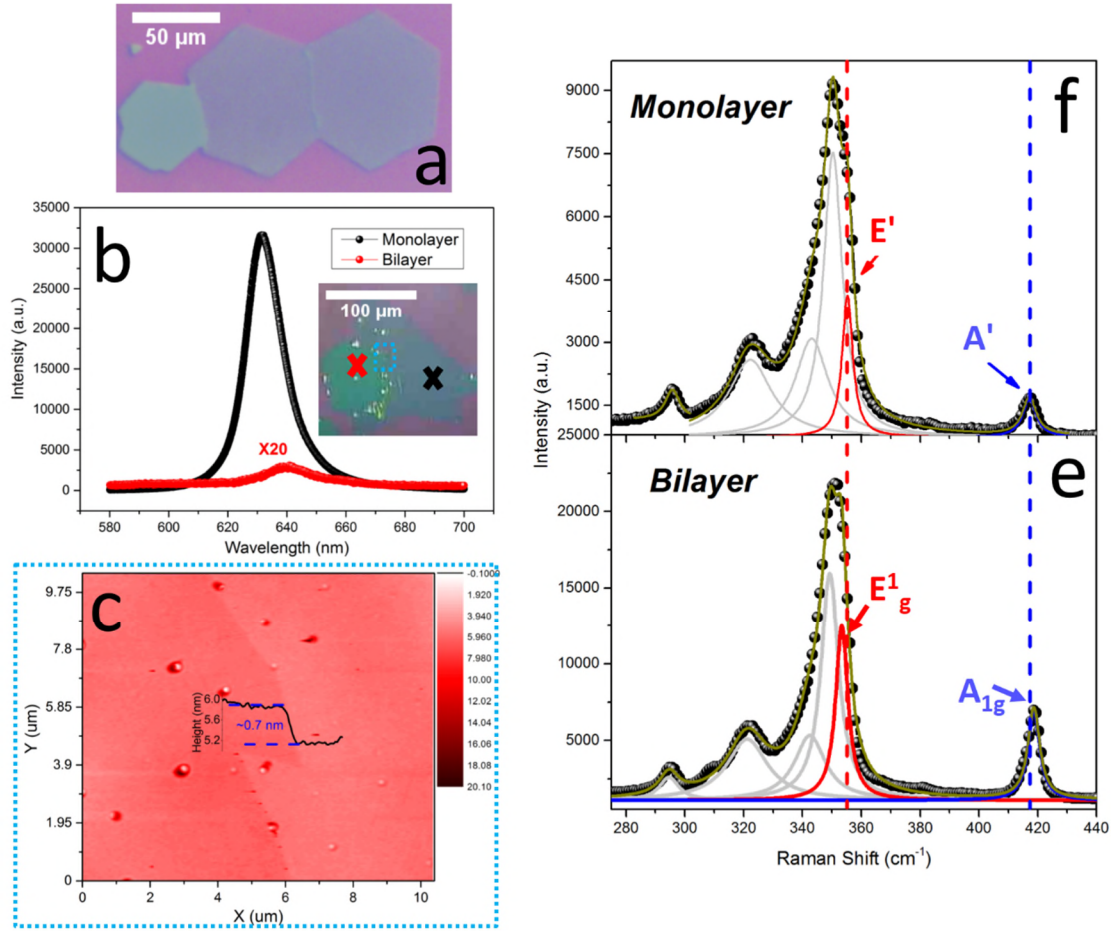 50 µm
a
b
35000
30000
25000
20000
15000
10000
5000
0
Intensity (a.u.)
Monolayer
Bilayer
100 µm
X20
580
600
620
640
660
680
700
Wavelength (nm)
c
9.75
7.8
5.85
3.9
1.95
0
Y (um)
6.0
5.6
5.2
Height (nm)
~0.7 nm
-0.1000
1.920
3.940
5.960
7.980
10.00
12.02
14.04
16.06
18.08
20.10
0
2
4
6
8
10
X (um)
f
Monolayer
9000
7500
6000
4500
3000
1500
E'
A'
Intensity (a.u.)
25000
e
Bilayer
20000
15000
10000
5000
E¹g
A1g
275
300
320
340
360
380
400
420
440
Raman Shift (cm⁻¹)